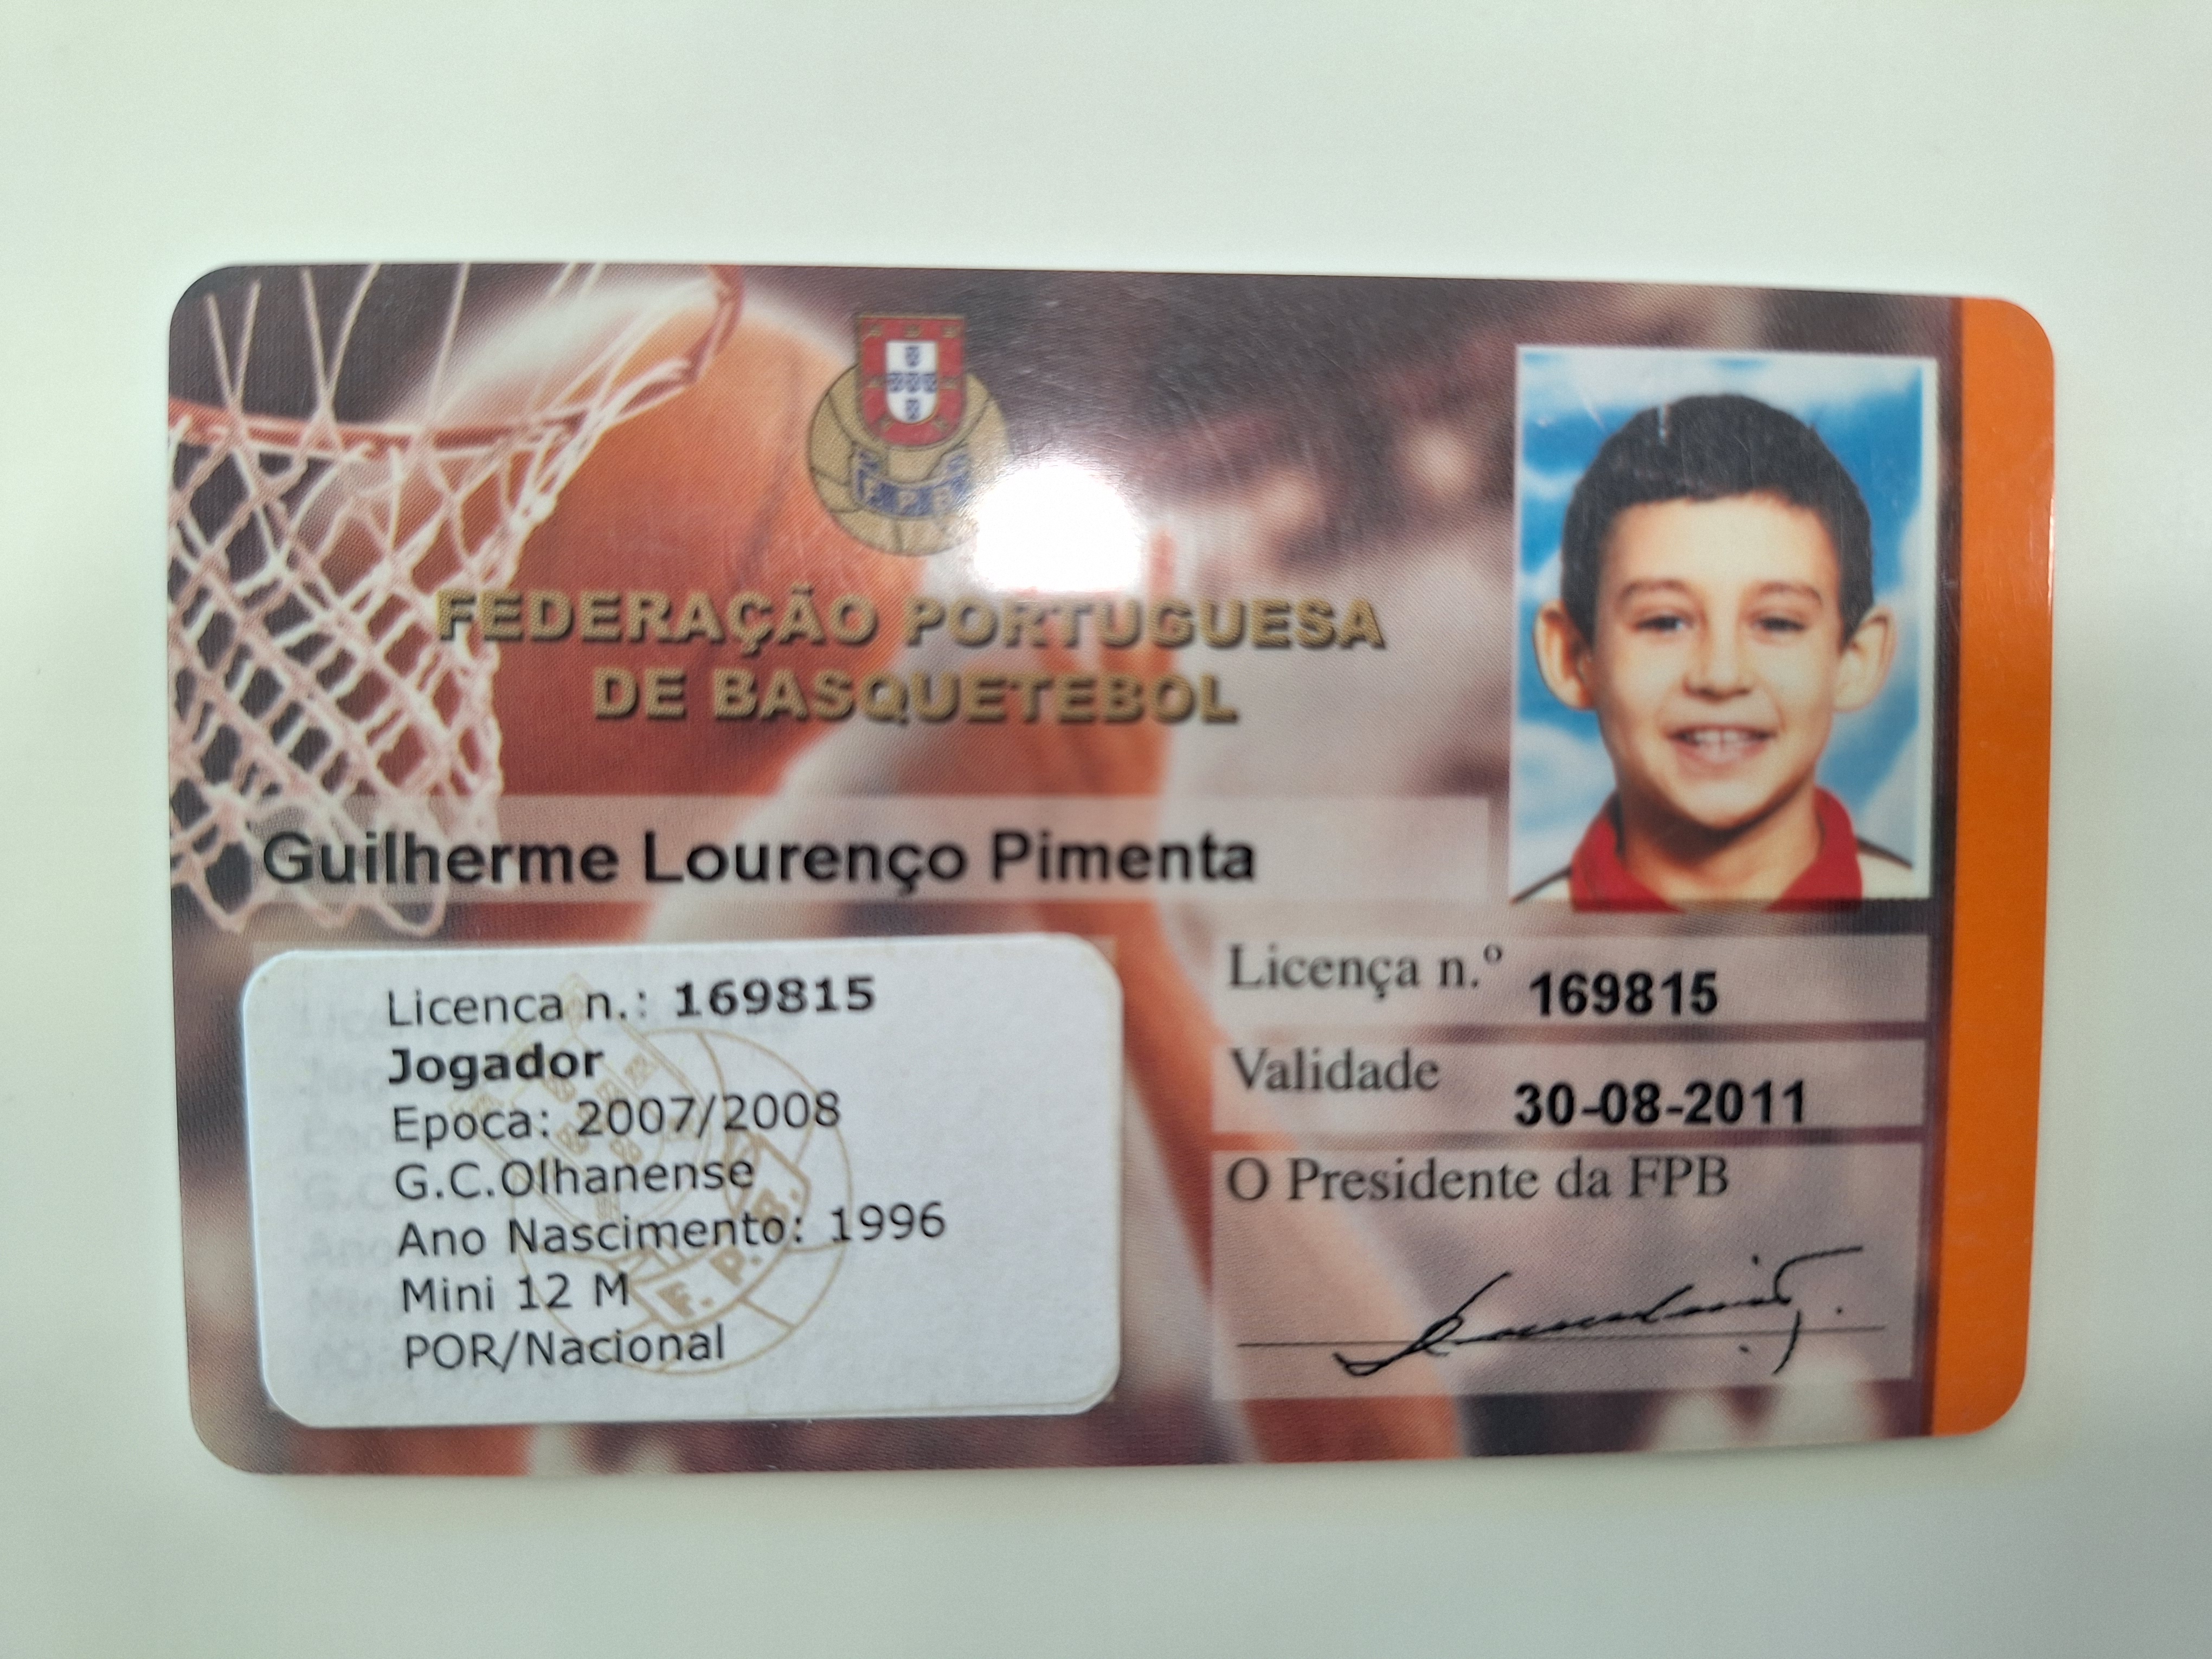 F.P.B.
FEDERAÇÃO PORTUGUESA
DE BASQUETEBOL
Guilherme Lourenço Pimenta
Licenca n.: 169815
Jogador
Epoca: 2007/2008
G.C.Olhanense
Ano Nascimento: 1996
Mini 12 M
POR/Nacional
F. P. B.
Licença n.º 169815
Validade 30-08-2011
O Presidente da FPB